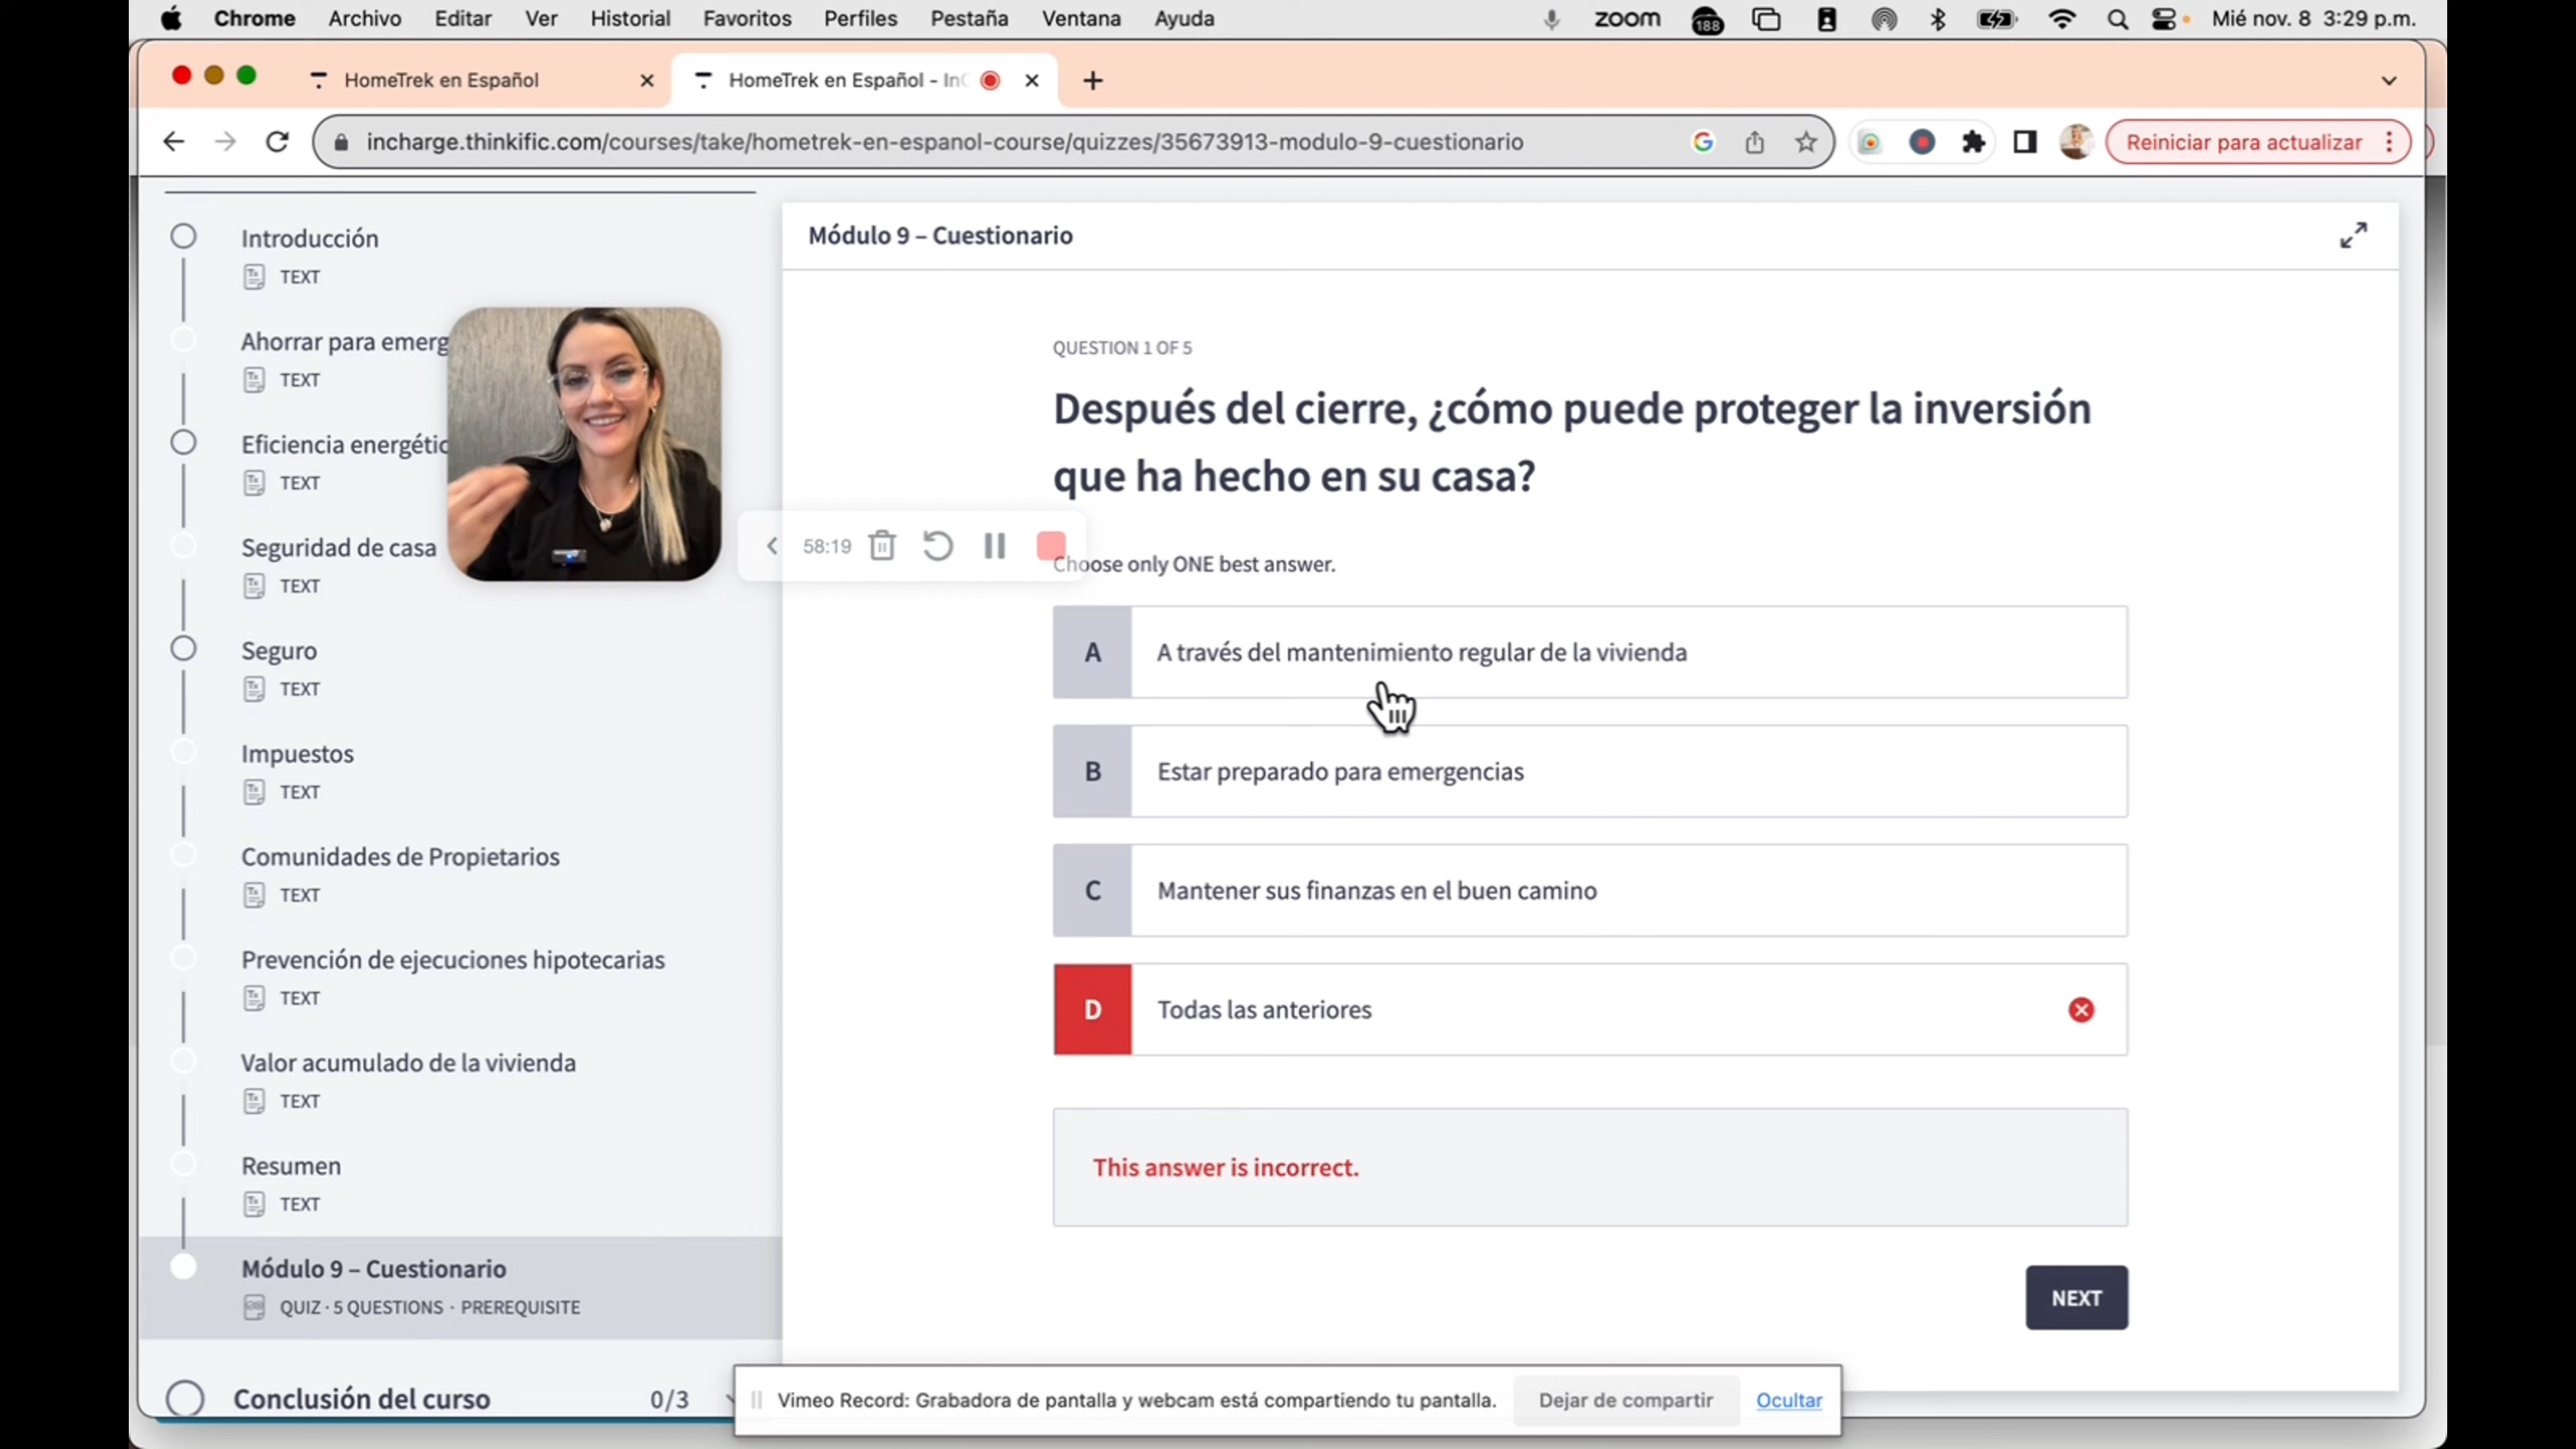 Chrome Archivo Editar Ver Historial Favoritos Perfiles Pestaña Ventana Ayuda
zoom 188 Mié nov. 8 3:29 p.m.
HomeTrek en Español
HomeTrek en Español - In
incharge.thinkific.com/courses/take/hometrek-en-espanol-course/quizzes/35673913-modulo-9-cuestionario
Reiniciar para actualizar
Introducción
TEXT
Ahorrar para emerg
TEXT
Eficiencia energétic
TEXT
Seguridad de casa
TEXT
Seguro
TEXT
Impuestos
TEXT
Comunidades de Propietarios
TEXT
Prevención de ejecuciones hipotecarias
TEXT
Valor acumulado de la vivienda
TEXT
Resumen
TEXT
Módulo 9 – Cuestionario
QUIZ · 5 QUESTIONS · PREREQUISITE
Conclusión del curso 0/3
58:19
Módulo 9 – Cuestionario
QUESTION 1 OF 5
Después del cierre, ¿cómo puede proteger la inversión
que ha hecho en su casa?
Choose only ONE best answer.
A A través del mantenimiento regular de la vivienda
B Estar preparado para emergencias
C Mantener sus finanzas en el buen camino
D Todas las anteriores
This answer is incorrect.
NEXT
Vimeo Record: Grabadora de pantalla y webcam está compartiendo tu pantalla. Dejar de compartir Ocultar